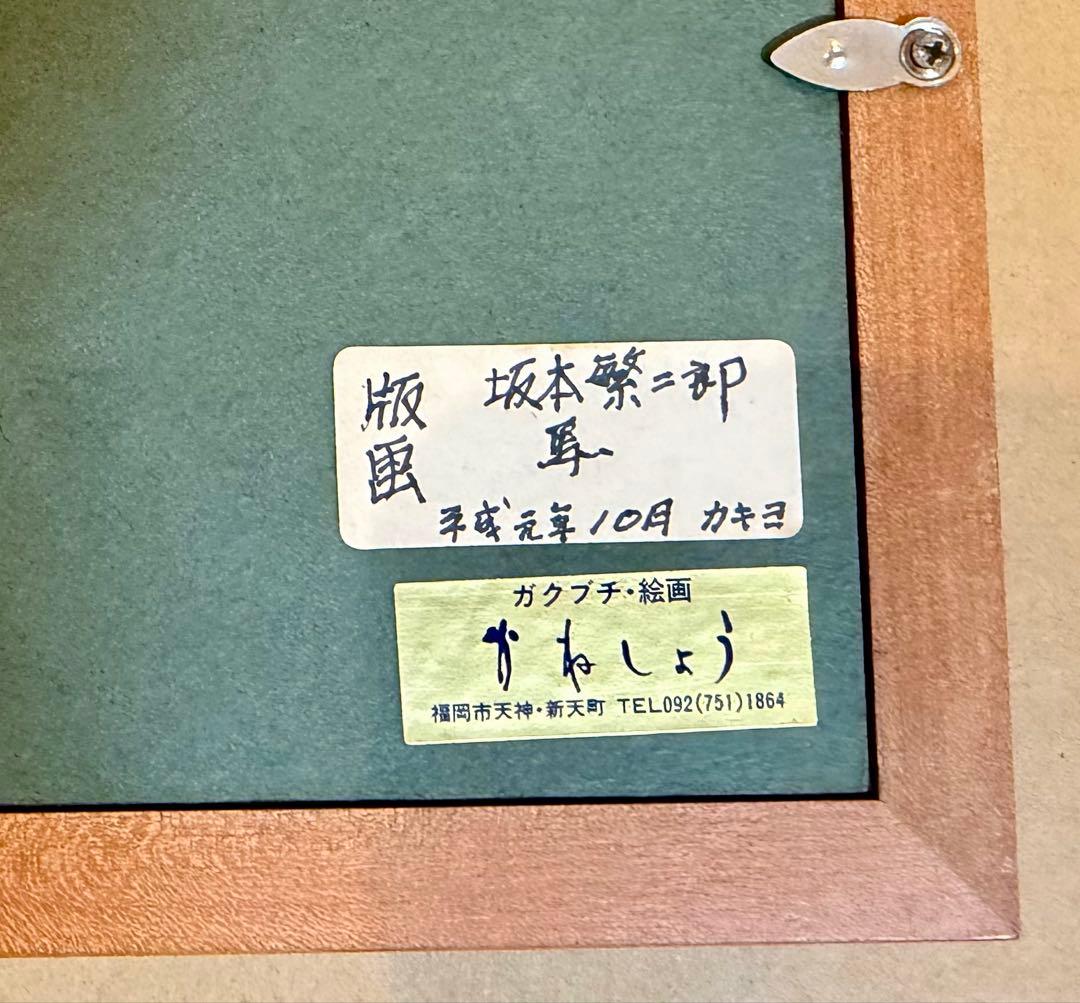 版画
坂本繁二郎
馬
平成元年10月 カキヨ
ガクブチ・絵画
かねしょう
福岡市天神・新天町 TEL092(751)1864